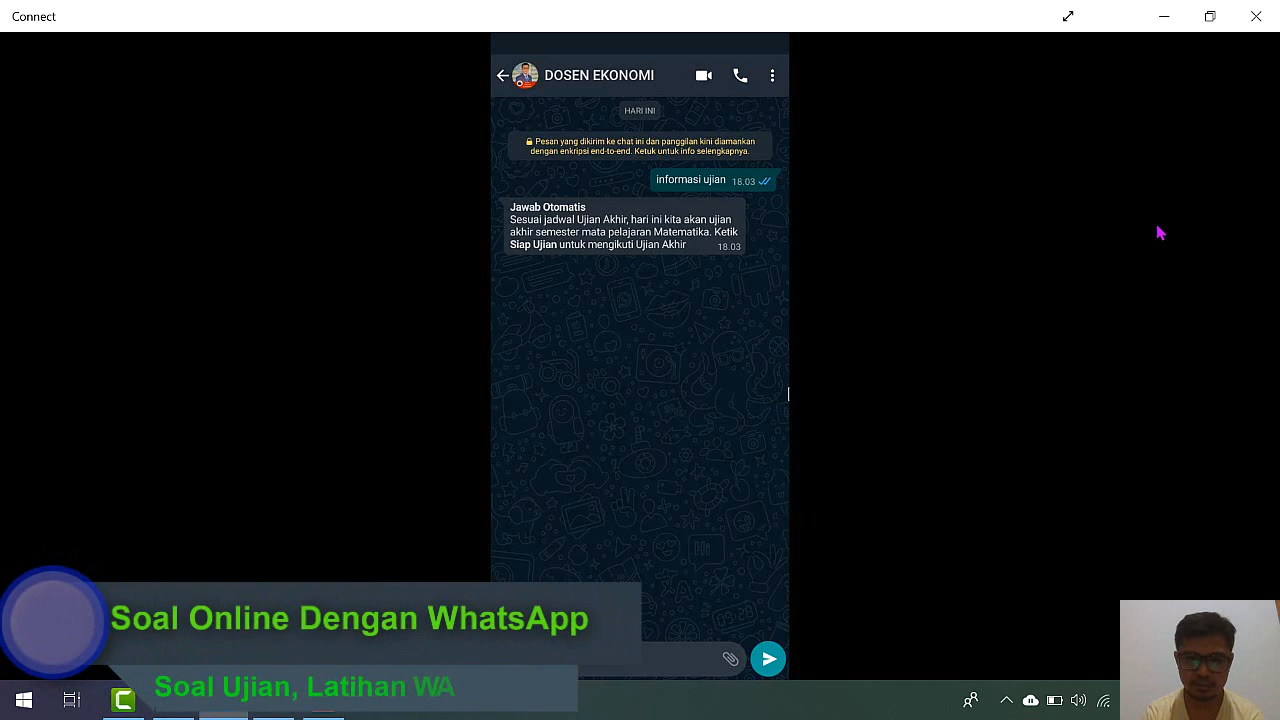 Connect
DOSEN EKONOMI
HARI INI
Pesan yang dikirim ke chat ini dan panggilan kini diamankan
dengan enkripsi end-to-end. Ketuk untuk info selengkapnya.
informasi ujian 18.03
Jawab Otomatis
Sesuai jadwal Ujian Akhir, hari ini kita akan ujian
akhir semester mata pelajaran Matematika. Ketik
Siap Ujian untuk mengikuti Ujian Akhir 18.03
Soal Online Dengan WhatsApp
Soal Ujian, Latihan WA